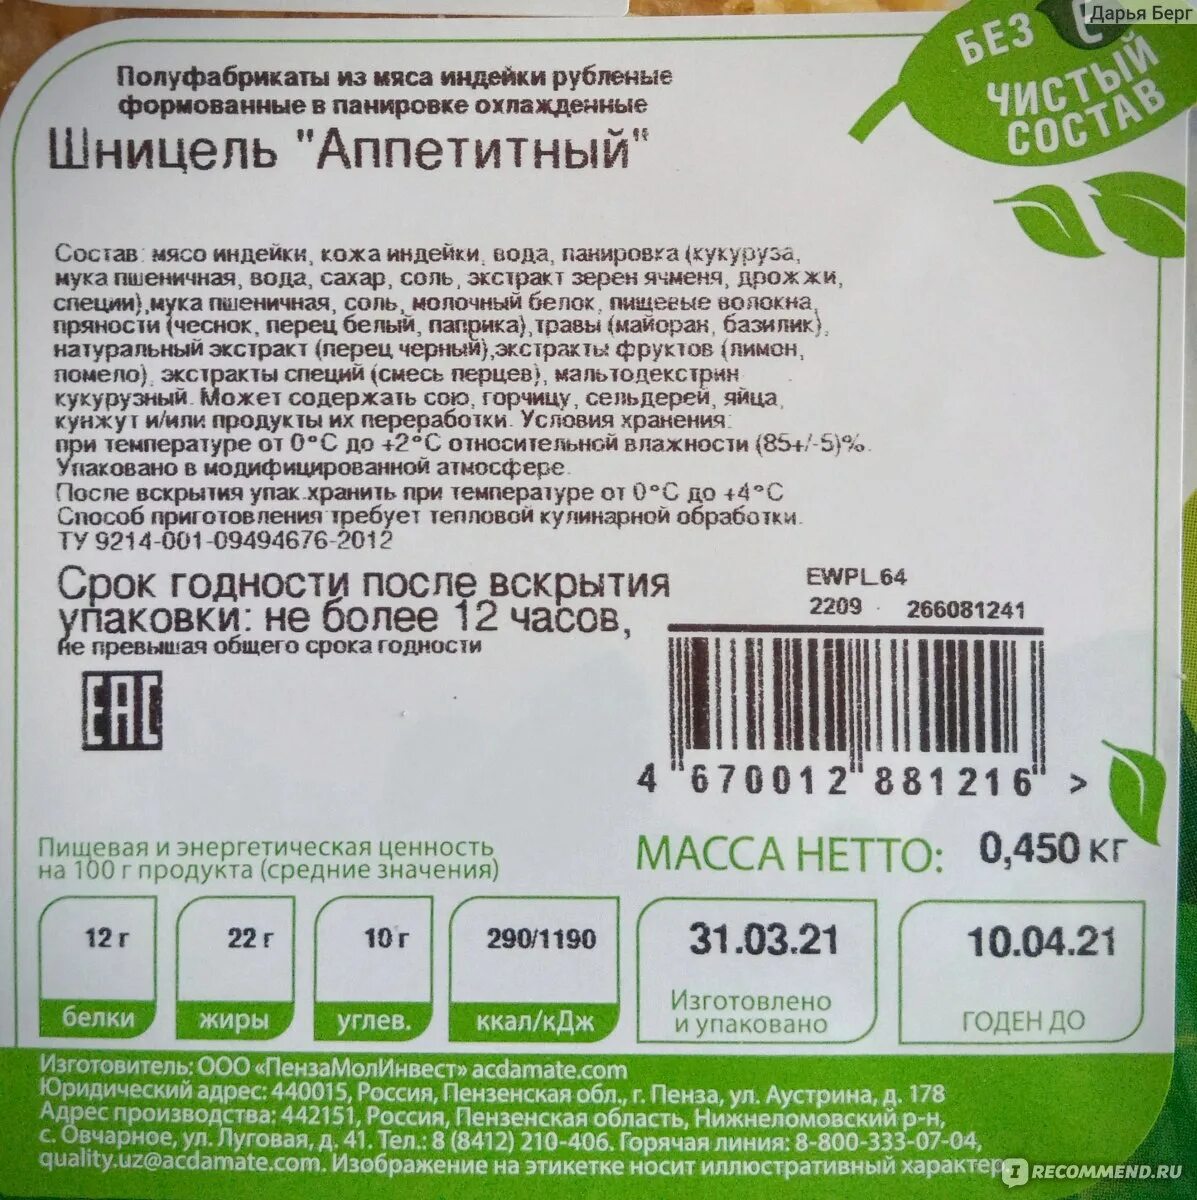 Дарья Берг
БЕЗ
ЧИСТЫЙ
СОСТАВ
Полуфабрикаты из мяса индейки рубленые
формованные в панировке охлажденные
Шницель "Аппетитный"
Состав: мясо индейки, кожа индейки, вода, панировка (кукуруза,
мука пшеничная, вода, сахар, соль, экстракт зерен ячменя, дрожжи,
специи),мука пшеничная, соль, молочный белок, пищевые волокна,
пряности (чеснок, перец белый, паприка),травы (майоран, базилик),
натуральный экстракт (перец черный),экстракты фруктов (лимон,
помело), экстракты специй (смесь перцев), мальтодекстрин
кукурузный. Может содержать сою, горчицу, сельдерей, яйца,
кунжут и/или продукты их переработки. Условия хранения:
при температуре от 0°С до +2°С относительной влажности (85+/-5)%.
Упаковано в модифицированной атмосфере.
После вскрытия упак.хранить при температуре от 0°С до +4°С
Способ приготовления требует тепловой кулинарной обработки.
ТУ 9214-001-09494676-2012
Срок годности после вскрытия
упаковки: не более 12 часов,
не превышая общего срока годности
EWPL64
2209 266081241
EAC
4 670012 881216 >
Пищевая и энергетическая ценность
на 100 г продукта (средние значения)
МАССА НЕТТО: 0,450 кг
12 г 22 г 10 г 290/1190 31.03.21 10.04.21
белки жиры углев. ккал/кДж Изготовлено
и упаковано ГОДЕН ДО
Изготовитель: ООО «ПензаМолИнвест» acdamate.com
Юридический адрес: 440015, Россия, Пензенская обл., г. Пенза, ул. Аустрина, д. 178
Адрес производства: 442151, Россия, Пензенская область, Нижнеломовский р-н,
с. Овчарное, ул. Луговая, д. 41. Тел.: 8 (8412) 210-406. Горячая линия: 8-800-333-07-04,
quality.uz@acdamate.com. Изображение на этикетке носит иллюстративный характер.
IRECOMMEND.RU